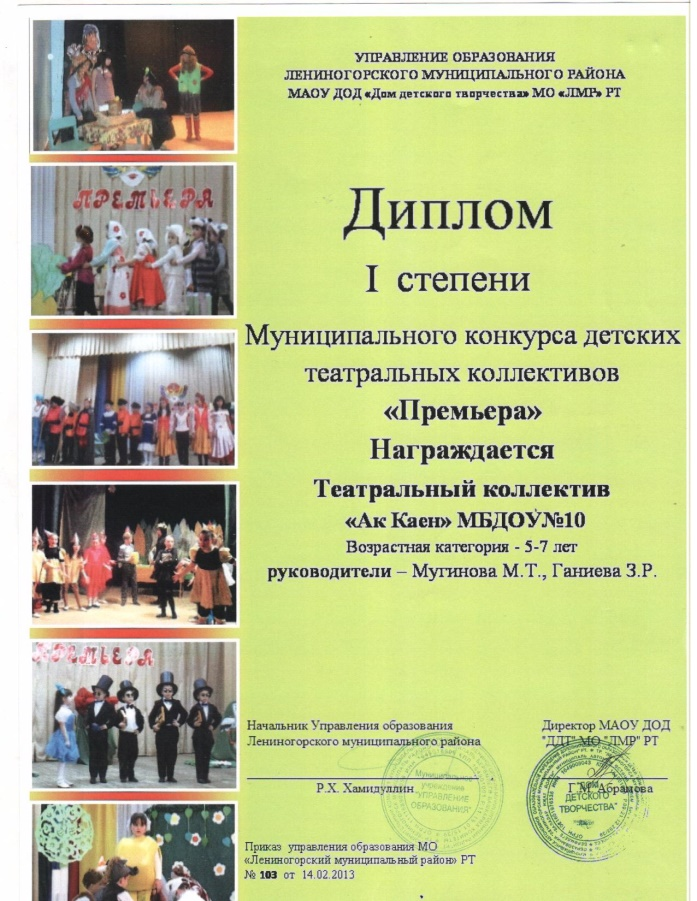 УПРАВЛЕНИЕ ОБРАЗОВАНИЯ
ЛЕНИНОГОРСКОГО МУНИЦИПАЛЬНОГО РАЙОНА
МАОУ ДОД «Дом детского творчества» МО «ЛМР» РТ
ПРЕМЬЕРА
Диплом
I степени
Муниципального конкурса детских
театральных коллективов
«Премьера»
Награждается
Театральный коллектив
«Ак Каен» МБДОУ№10
Возрастная категория - 5-7 лет
руководители – Мугинова М.Т., Ганиева З.Р.
ПРЕМЬЕРА
Начальник Управления образования
Лениногорского муниципального района
Р.Х. Хамидуллин
Директор МАОУ ДОД
"ДДТ" МО "ЛМР" РТ
Г.М. Абрамова
Муниципальное
учреждение
"УПРАВЛЕНИЕ
ОБРАЗОВАНИЯ"
ДЕТСКОГО
ТВОРЧЕСТВА"
Приказ управления образования МО
«Лениногорский муниципальный район» РТ
№ 103 от 14.02.2013